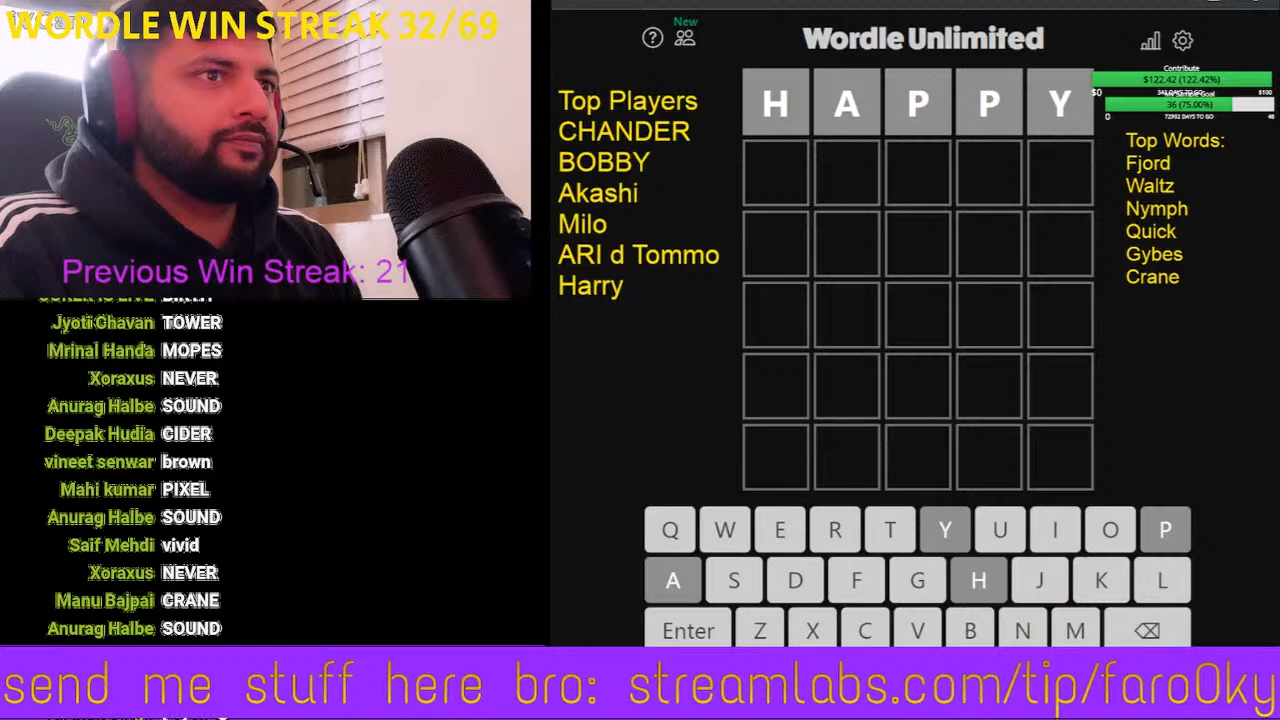 WORDLE WIN STREAK 32/69
Previous Win Streak: 21
Jyoti Chavan TOWER
Mrinal Handa MOPES
Xoraxus NEVER
Anurag Halbe SOUND
Deepak Hudia CIDER
vineet senwar brown
Mahi kumar PIXEL
Anurag Halbe SOUND
Saif Mehdi vivid
Xoraxus NEVER
Manu Bajpai CRANE
Anurag Halbe SOUND
New
Wordle Unlimited
Top Players
CHANDER
BOBBY
Akashi
Milo
ARI d Tommo
Harry
H A P P Y
Contribute
$122.42 (122.42%)
$0
$100
36 (75.00%)
0
Top Words:
Fjord
Waltz
Nymph
Quick
Gybes
Crane
Q W E R T Y U I O P
A S D F G H J K L
Enter Z X C V B N M
send me stuff here bro: streamlabs.com/tip/faro0ky